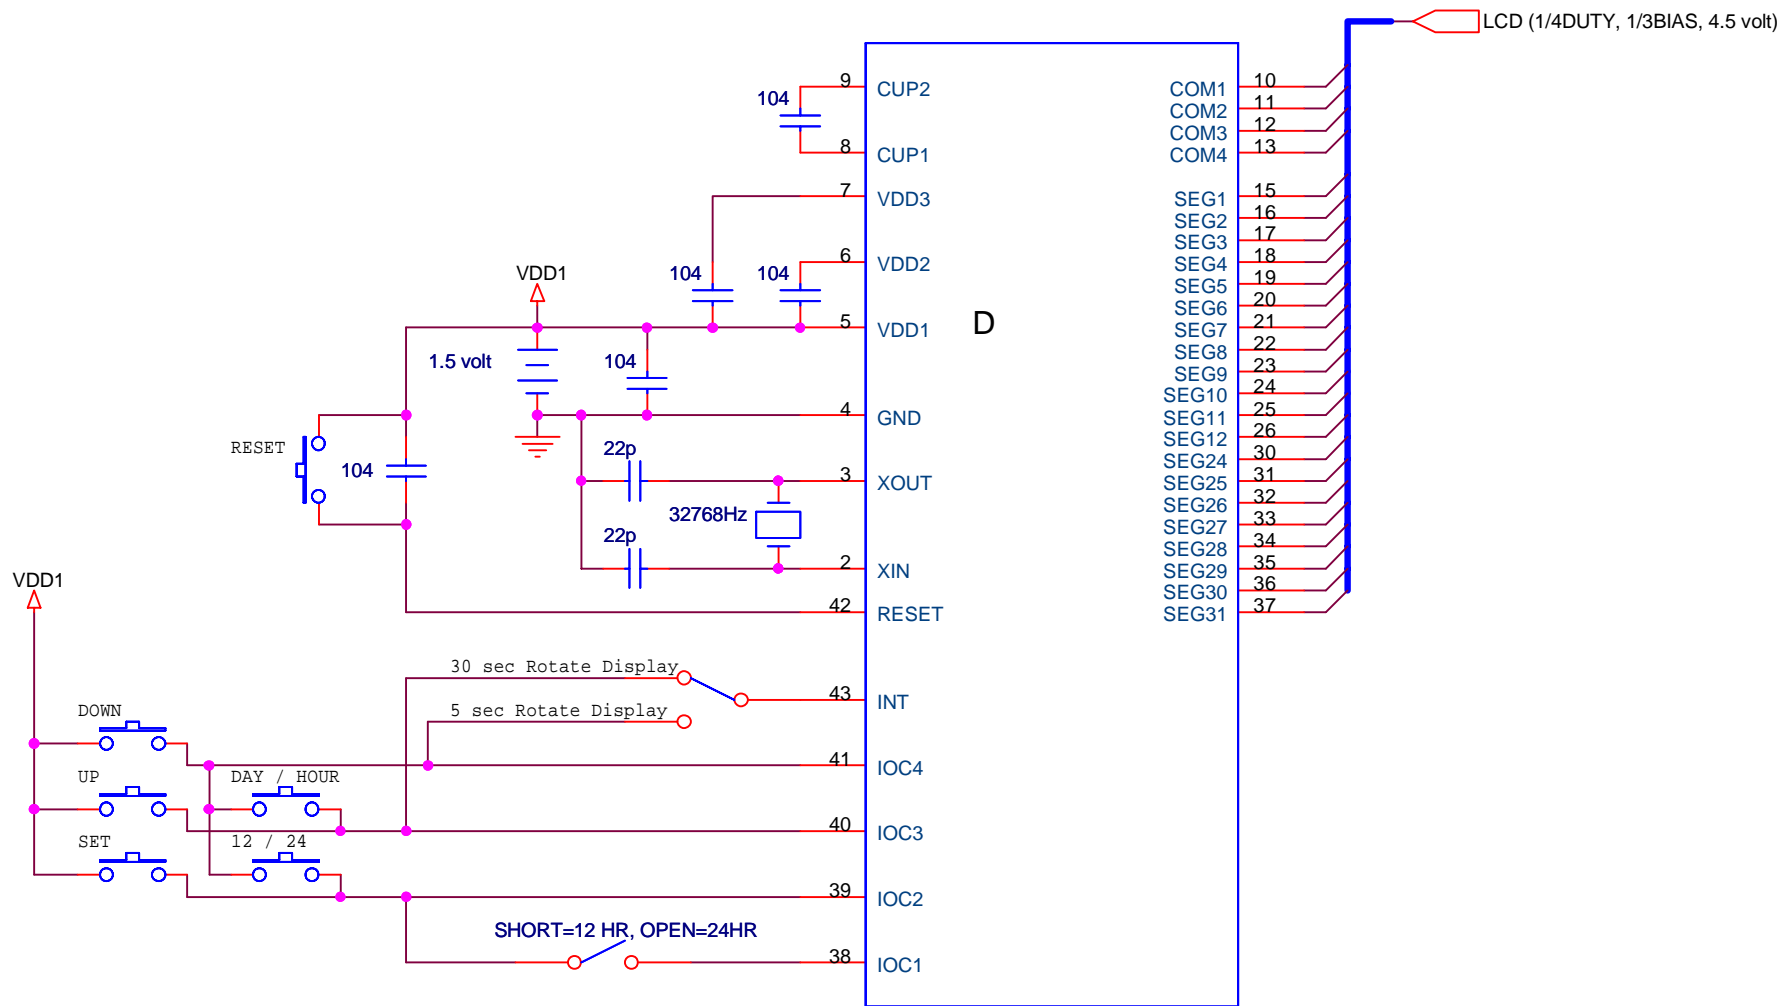 LCD (1/4DUTY, 1/3BIAS, 4.5 volt)
9 CUP2
104
8 CUP1
7 VDD3
6 VDD2
VDD1
104
104
5 VDD1
1.5 volt
104
4 GND
RESET
104
22p
3 XOUT
32768Hz
22p
2 XIN
VDD1
42 RESET
30 sec Rotate Display
43 INT
5 sec Rotate Display
DOWN
41 IOC4
UP
DAY / HOUR
40 IOC3
SET
12 / 24
39 IOC2
SHORT=12 HR, OPEN=24HR
38 IOC1
D
COM1 10
COM2 11
COM3 12
COM4 13
SEG1 15
SEG2 16
SEG3 17
SEG4 18
SEG5 19
SEG6 20
SEG7 21
SEG8 22
SEG9 23
SEG10 24
SEG11 25
SEG12 26
SEG24 30
SEG25 31
SEG26 32
SEG27 33
SEG28 34
SEG29 35
SEG30 36
SEG31 37